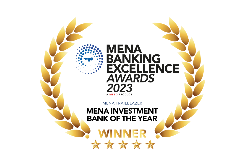 MENA
BANKING
EXCELLENCE
AWARDS
2023
MENA INVESTMENT
BANK OF THE YEAR
WINNER